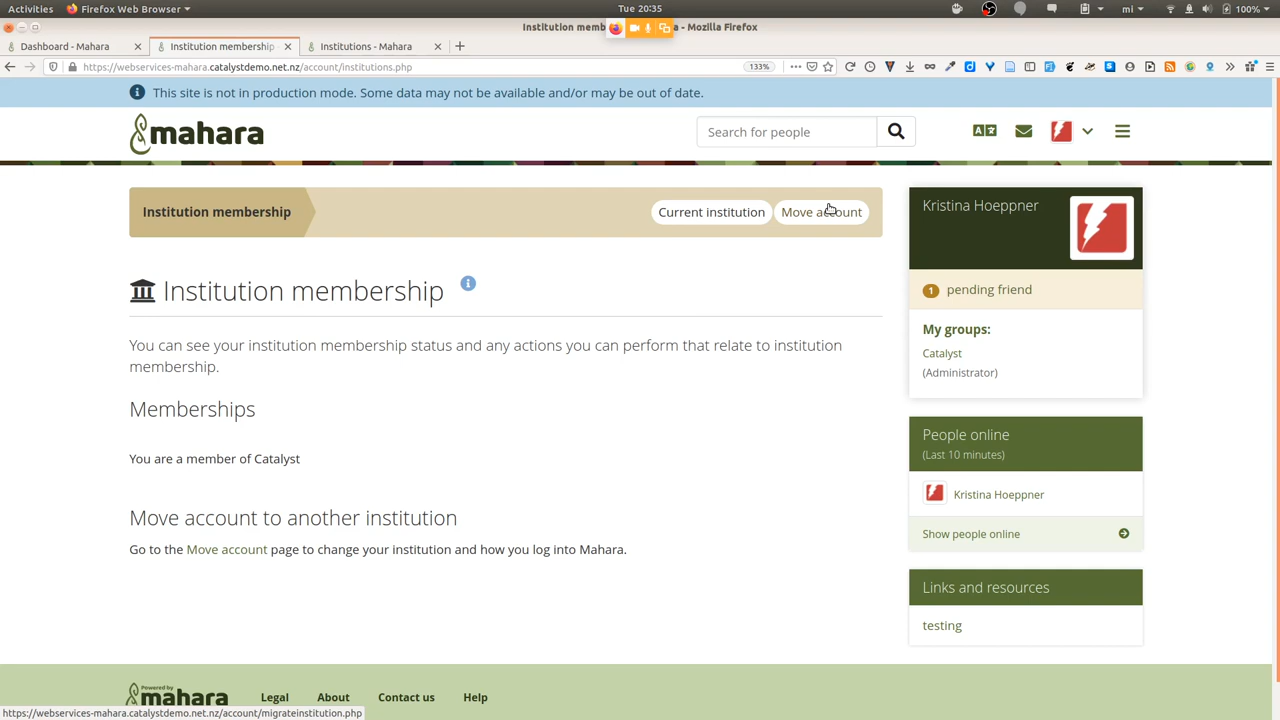 Activities
Firefox Web Browser
Tue 20:35
mi
100%
Institution memb
a - Mozilla Firefox
Dashboard - Mahara
Institution membership
Institutions - Mahara
https://webservices-mahara.catalystdemo.net.nz/account/institutions.php
133%
This site is not in production mode. Some data may not be available and/or may be out of date.
mahara
Search for people
Institution membership
Current institution
Move account
Kristina Hoeppner
1 pending friend
My groups:
Catalyst
(Administrator)
Institution membership
You can see your institution membership status and any actions you can perform that relate to institution
membership.
Memberships
You are a member of Catalyst
People online
(Last 10 minutes)
Kristina Hoeppner
Show people online
Move account to another institution
Go to the Move account page to change your institution and how you log into Mahara.
Links and resources
testing
Powered by
mahara
Legal
About
Contact us
Help
https://webservices-mahara.catalystdemo.net.nz/account/migrateinstitution.php